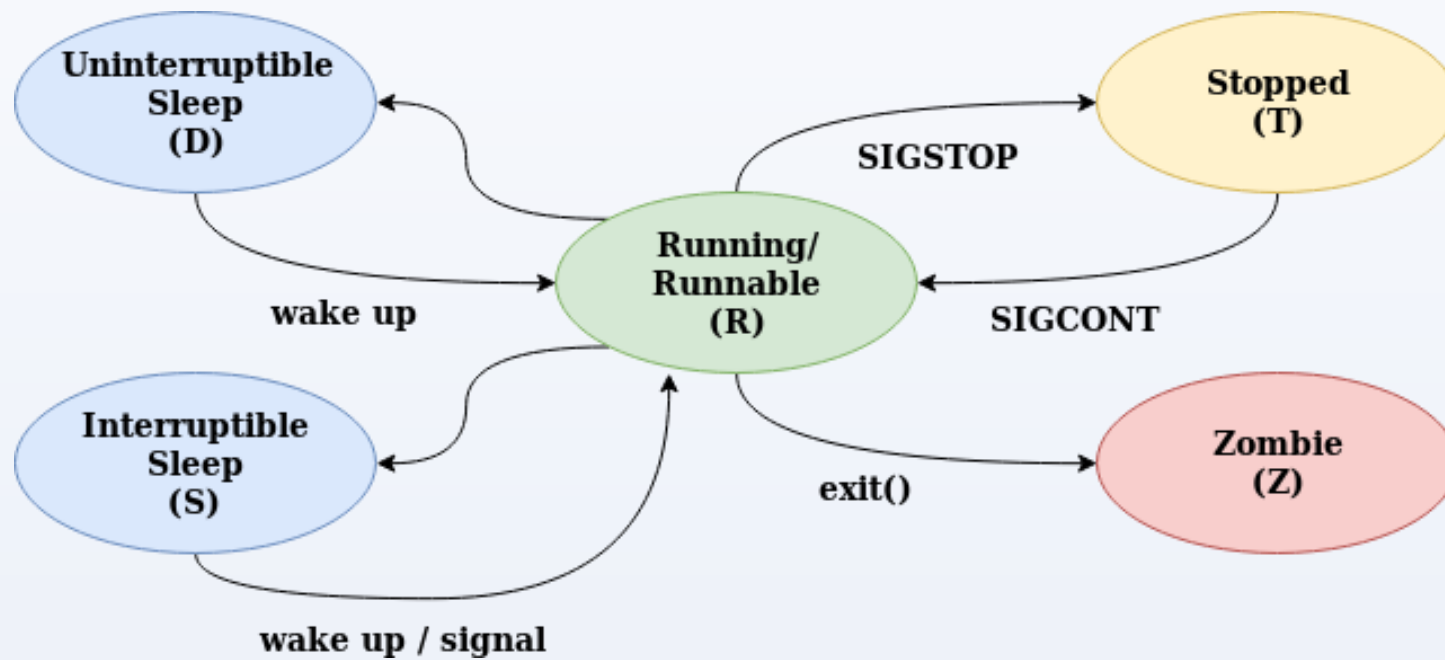 Uninterruptible
Sleep
(D)
Stopped
(T)
SIGSTOP
Running/
Runnable
(R)
wake up
SIGCONT
Interruptible
Sleep
(S)
Zombie
(Z)
exit()
wake up / signal